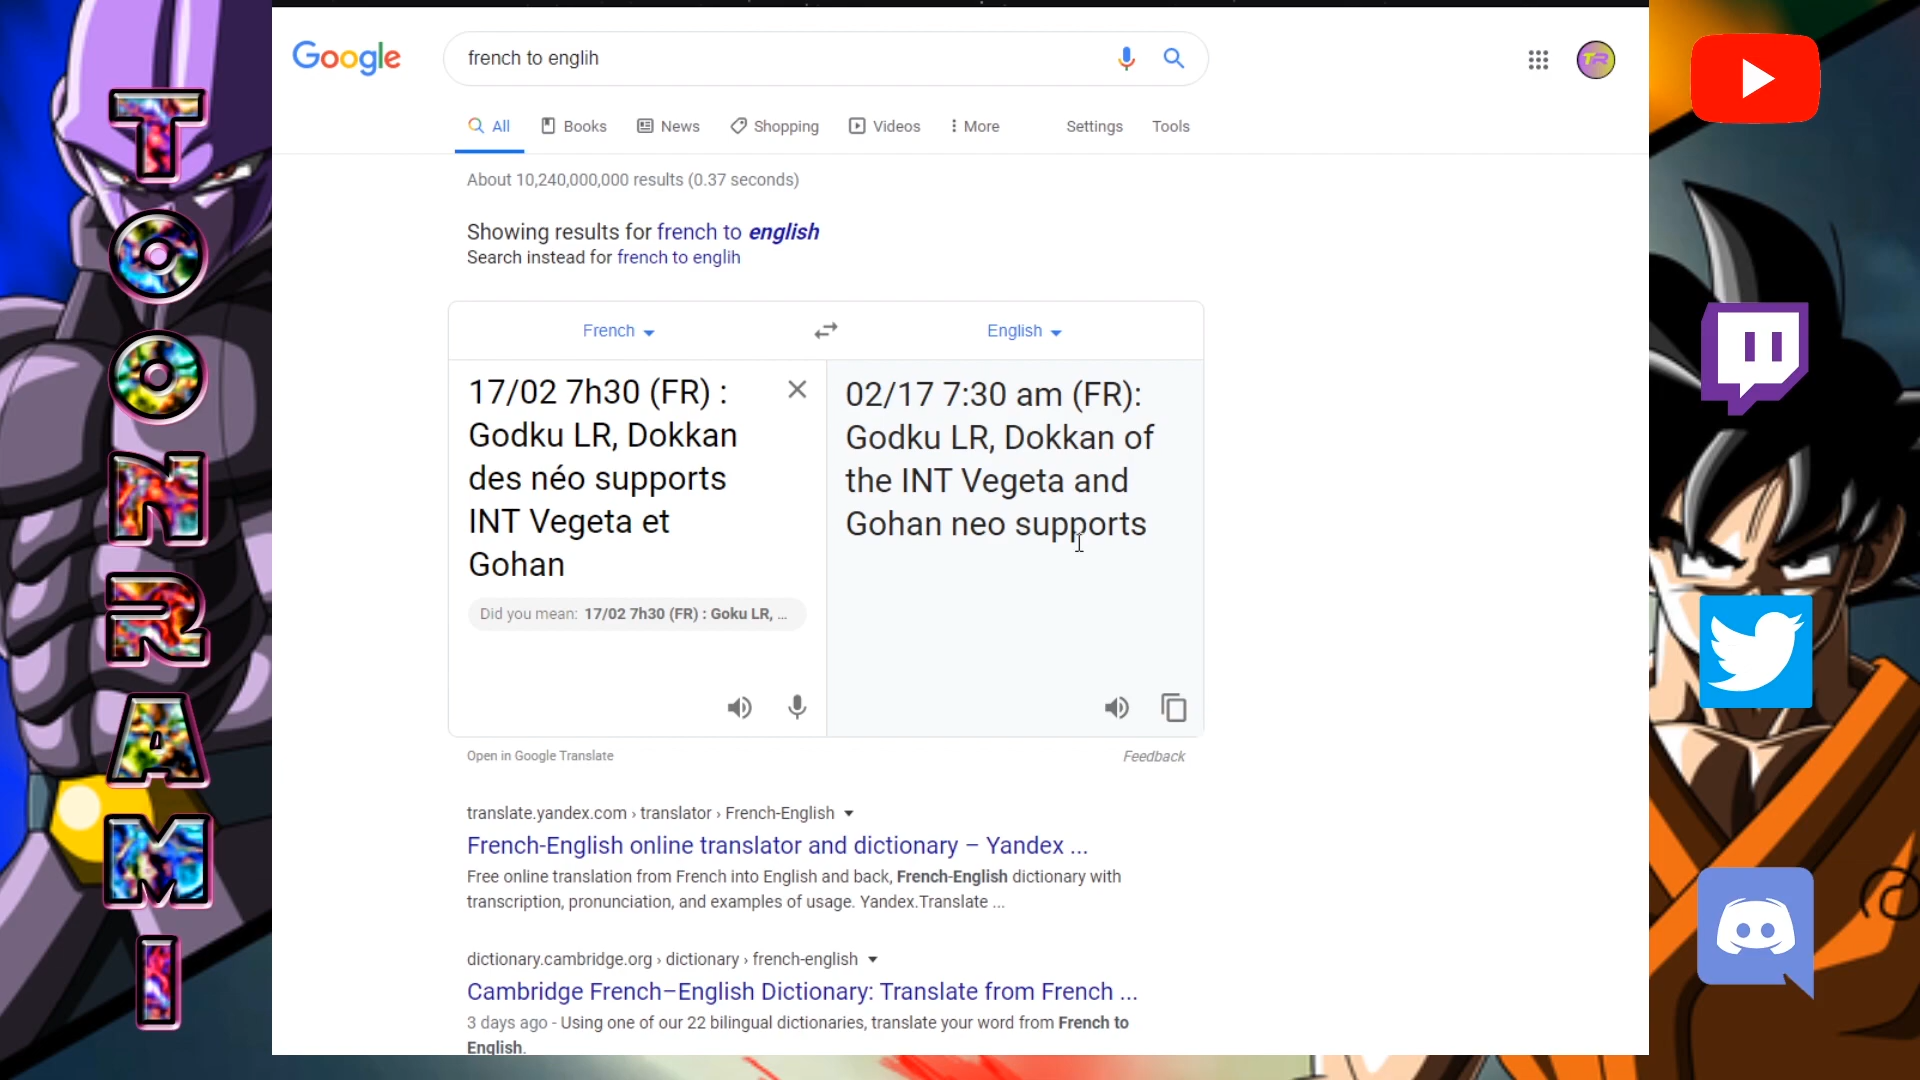 TOONRAMI
Google
french to englih
TR
All
Books
News
Shopping
Videos
More
Settings
Tools
About 10,240,000,000 results (0.37 seconds)
Showing results for french to english
Search instead for french to englih
French
English
17/02 7h30 (FR) :
Godku LR, Dokkan
des néo supports
INT Vegeta et
Gohan
Did you mean: 17/02 7h30 (FR) : Goku LR, ...
02/17 7:30 am (FR):
Godku LR, Dokkan of
the INT Vegeta and
Gohan neo supports
Open in Google Translate
Feedback
translate.yandex.com › translator › French-English
French-English online translator and dictionary – Yandex ...
Free online translation from French into English and back, French-English dictionary with
transcription, pronunciation, and examples of usage. Yandex.Translate ...
dictionary.cambridge.org › dictionary › french-english
Cambridge French–English Dictionary: Translate from French ...
3 days ago - Using one of our 22 bilingual dictionaries, translate your word from French to
English.